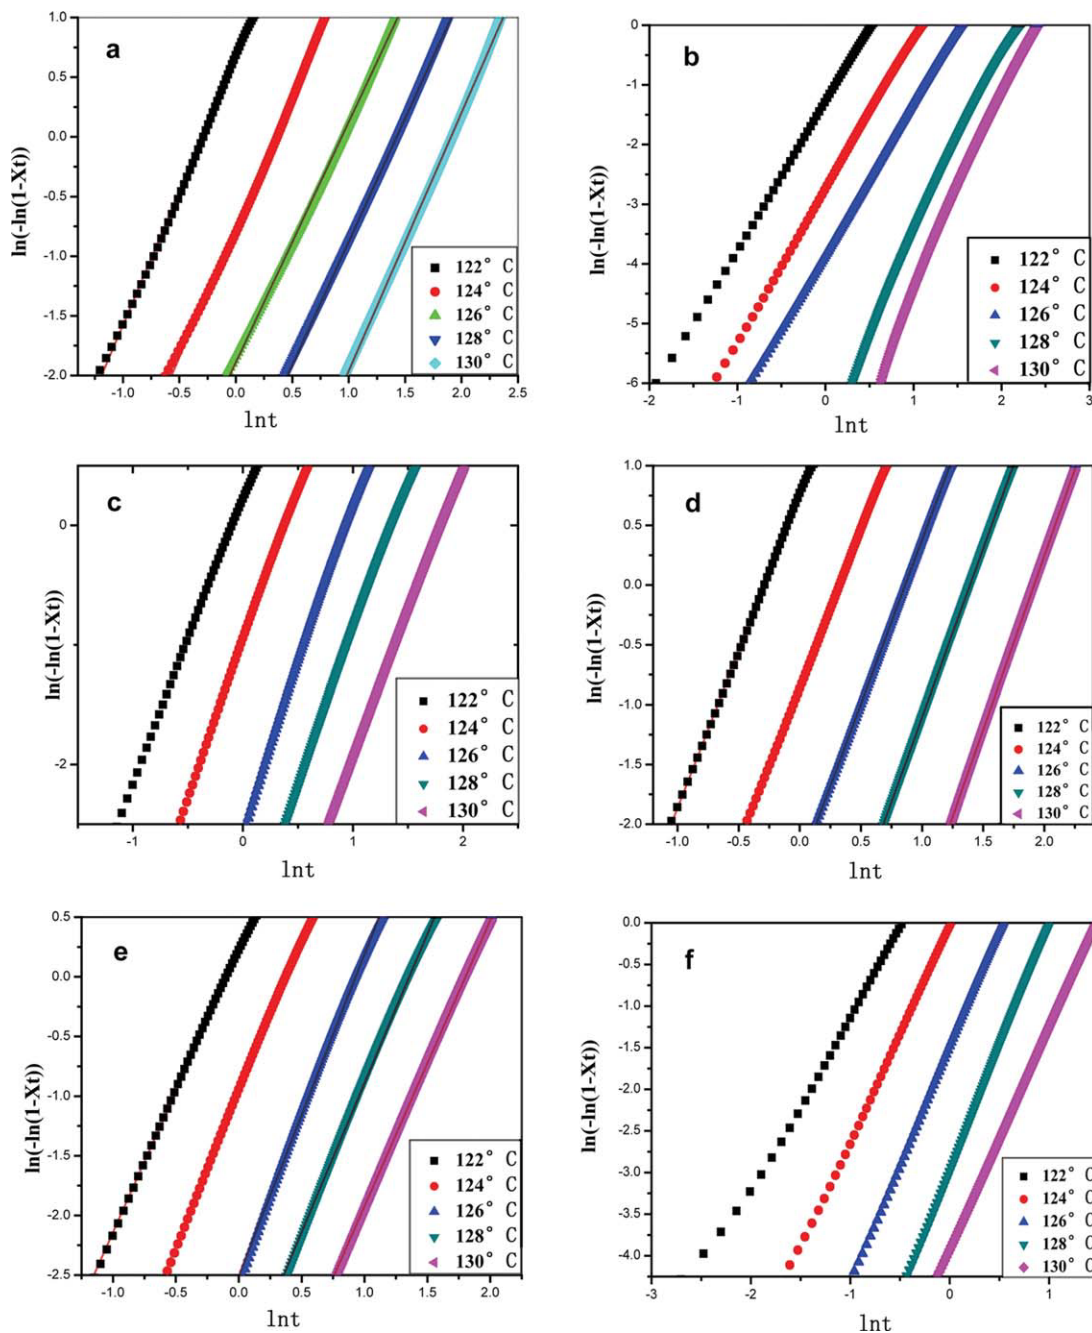 a
ln(-ln(1-Xt))
1.0
0.5
0.0
-0.5
-1.0
-1.5
-2.0
-1.0 -0.5 0.0 0.5 1.0 1.5 2.0 2.5
lnt
122° C
124° C
126° C
128° C
130° C
b
ln(-ln(1-Xt))
0
-1
-2
-3
-4
-5
-6
-2 -1 0 1 2 3
lnt
122° C
124° C
126° C
128° C
130° C
c
ln(-ln(1-Xt))
0
-2
-1 0 1 2
lnt
122° C
124° C
126° C
128° C
130° C
d
ln(-ln(1-Xt))
1.0
0.5
0.0
-0.5
-1.0
-1.5
-2.0
-1.0 -0.5 0.0 0.5 1.0 1.5 2.0
lnt
122° C
124° C
126° C
128° C
130° C
e
ln(-ln(1-Xt))
0.5
0.0
-0.5
-1.0
-1.5
-2.0
-2.5
-1.0 -0.5 0.0 0.5 1.0 1.5 2.0
lnt
122° C
124° C
126° C
128° C
130° C
f
ln(-ln(1-Xt))
0.0
-0.5
-1.0
-1.5
-2.0
-2.5
-3.0
-3.5
-4.0
-3 -2 -1 0 1
lnt
122° C
124° C
126° C
128° C
130° C